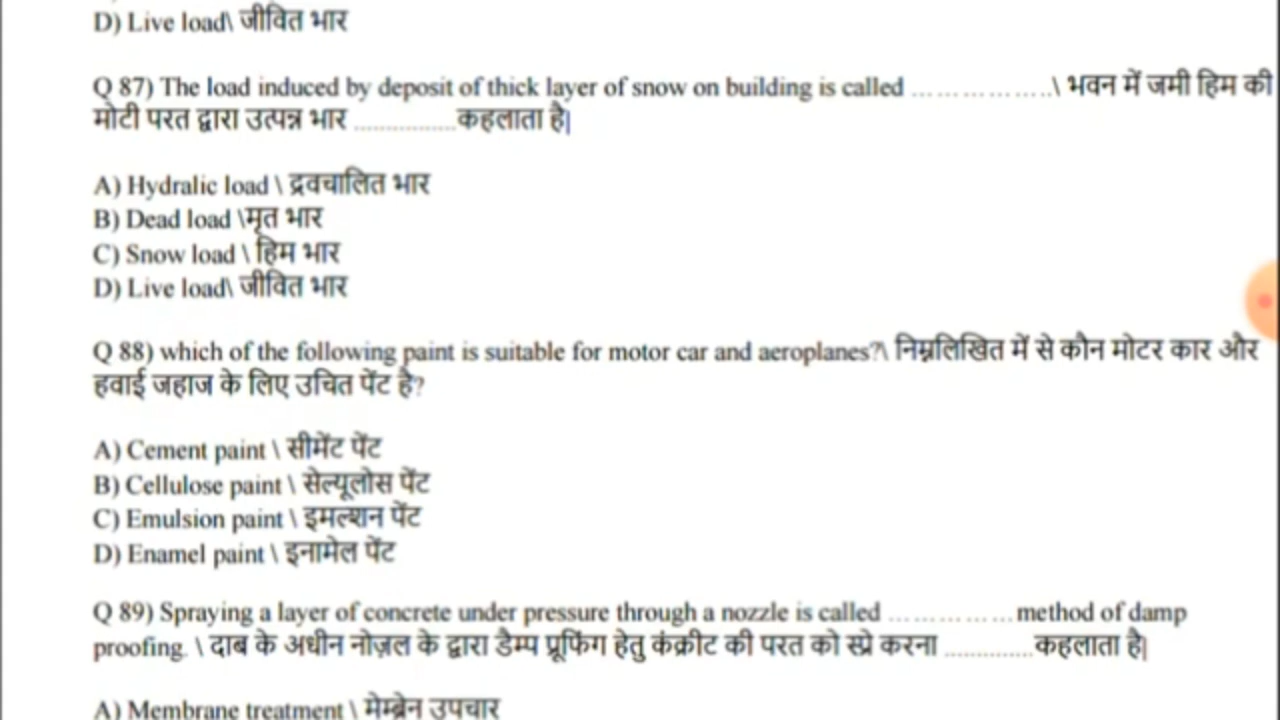 D) Live load\ जीवित भार
Q 87) The load induced by deposit of thick layer of snow on building is called ……………..\ भवन में जमी हिम की
मोटी परत द्वारा उत्पन्न भार ................कहलाता है|
A) Hydralic load \ द्रवचालित भार
B) Dead load \मृत भार
C) Snow load \ हिम भार
D) Live load\ जीवित भार
Q 88) which of the following paint is suitable for motor car and aeroplanes?\ निम्नलिखित में से कौन मोटर कार और
हवाई जहाज के लिए उचित पेंट है?
A) Cement paint \ सीमेंट पेंट
B) Cellulose paint \ सेल्यूलोस पेंट
C) Emulsion paint \ इमल्शन पेंट
D) Enamel paint \ इनामेल पेंट
Q 89) Spraying a layer of concrete under pressure through a nozzle is called ……………method of damp
proofing. \ दाब के अधीन नोज़ल के द्वारा डैम्प प्रूफिंग हेतु कंक्रीट की परत को स्प्रे करना ..............कहलाता है|
A) Membrane treatment \ मेम्ब्रेन उपचार